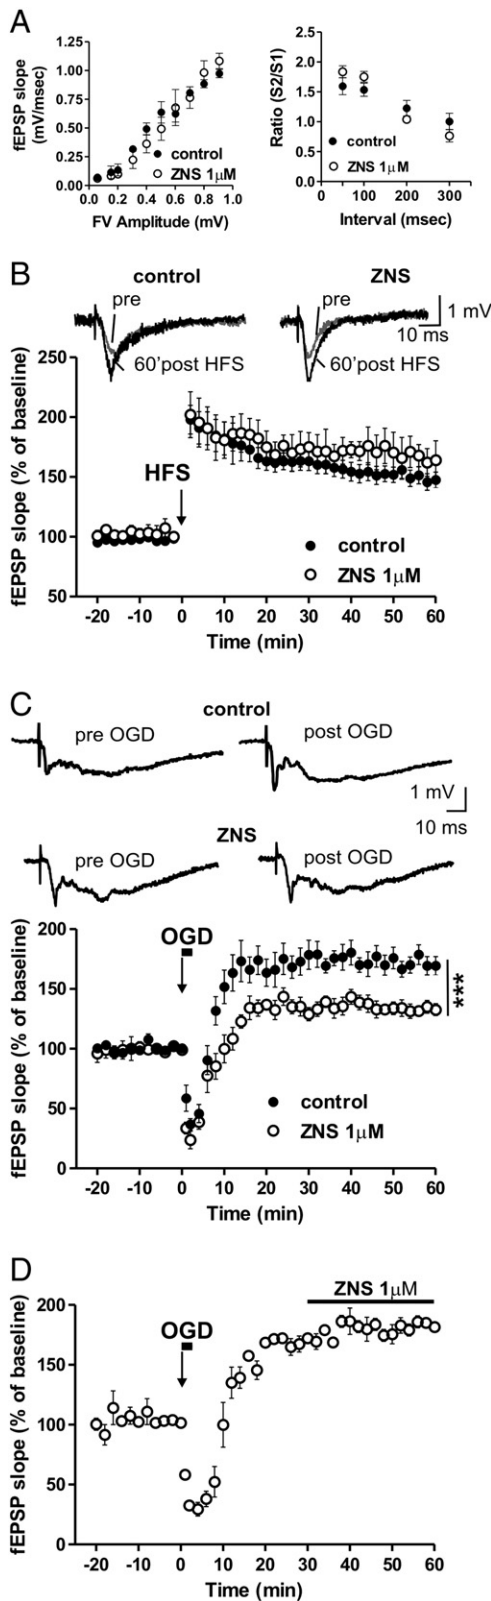 A
fEPSP slope
(mV/msec)
1.25
1.00
0.75
0.50
0.25
0.00
control
ZNS 1μM
0.0 0.2 0.4 0.6 0.8 1.0
FV Amplitude (mV)
Ratio (S2/S1)
2.5
2.0
1.5
1.0
0.5
0
control
ZNS 1μM
0 100 200 300
Interval (msec)
B
control
ZNS
pre
pre
1 mV
10 ms
60'post HFS
60'post HFS
fEPSP slope (% of baseline)
250
200
150
100
50
HFS
control
ZNS 1μM
-20 -10 0 10 20 30 40 50 60
Time (min)
C
control
pre OGD
post OGD
1 mV
10 ms
ZNS
pre OGD
post OGD
fEPSP slope (% of baseline)
200
150
100
50
0
OGD
***
control
ZNS 1μM
-20 -10 0 10 20 30 40 50 60
Time (min)
D
ZNS 1μM
fEPSP slope (% of baseline)
200
150
100
50
0
OGD
-20 -10 0 10 20 30 40 50 60
Time (min)